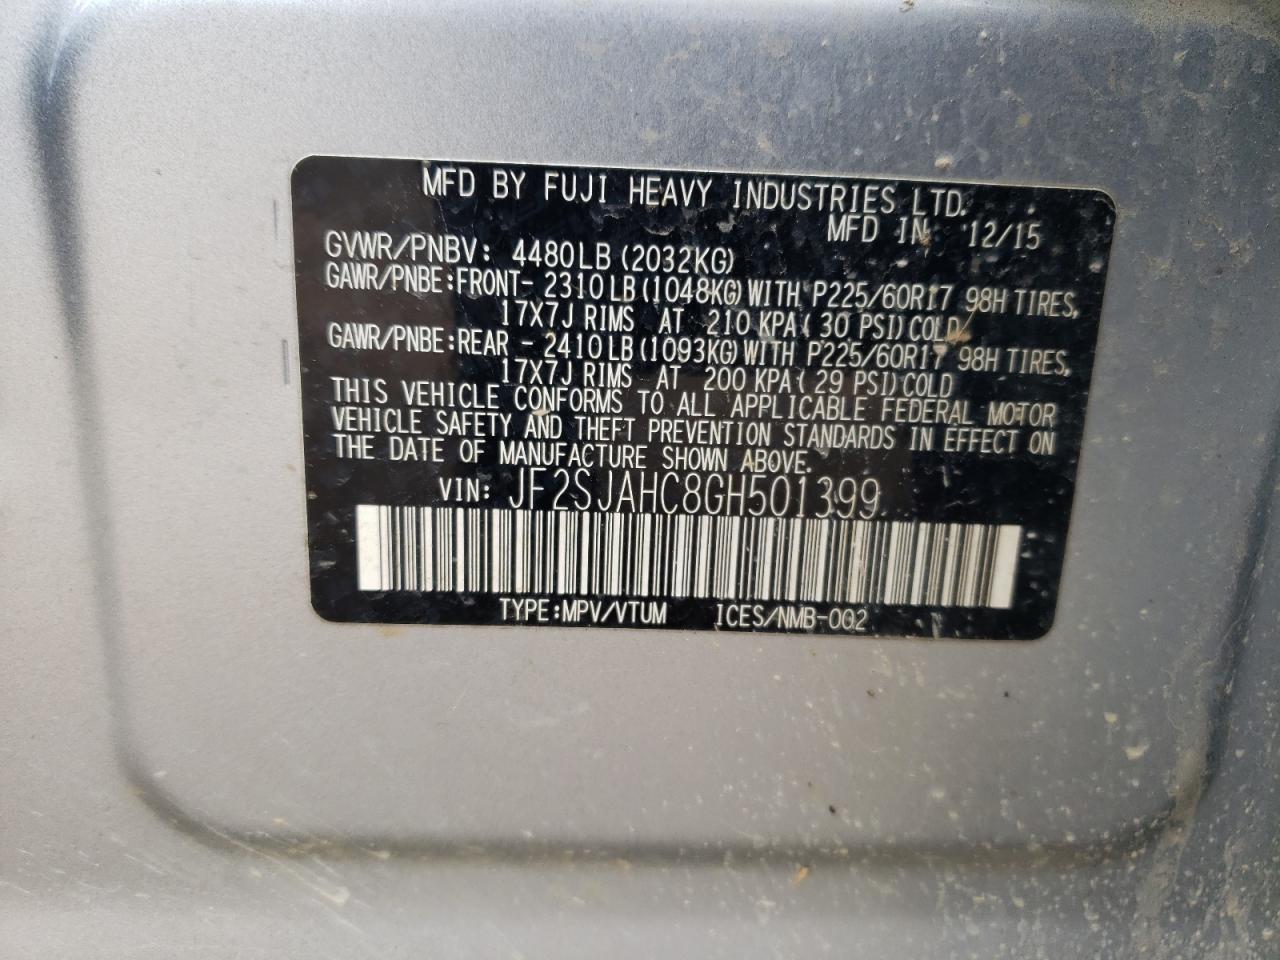 MFD BY FUJI HEAVY INDUSTRIES LTD.
MFD IN 12/15
GVWR/PNBV: 4480LB (2032KG)
GAWR/PNBE:FRONT- 2310LB (1048KG) WITH P225/60R17 98H TIRES,
17X7J RIMS AT 210 KPA (30 PSI) COLD
GAWR/PNBE:REAR - 2410LB (1093KG) WITH P225/60R17 98H TIRES,
17X7J RIMS AT 200 KPA (29 PSI) COLD
THIS VEHICLE CONFORMS TO ALL APPLICABLE FEDERAL MOTOR
VEHICLE SAFETY AND THEFT PREVENTION STANDARDS IN EFFECT ON
THE DATE OF MANUFACTURE SHOWN ABOVE.
VIN: JF2SJAHC8GH501399
TYPE:MPV/VTUM ICES/NMB-002